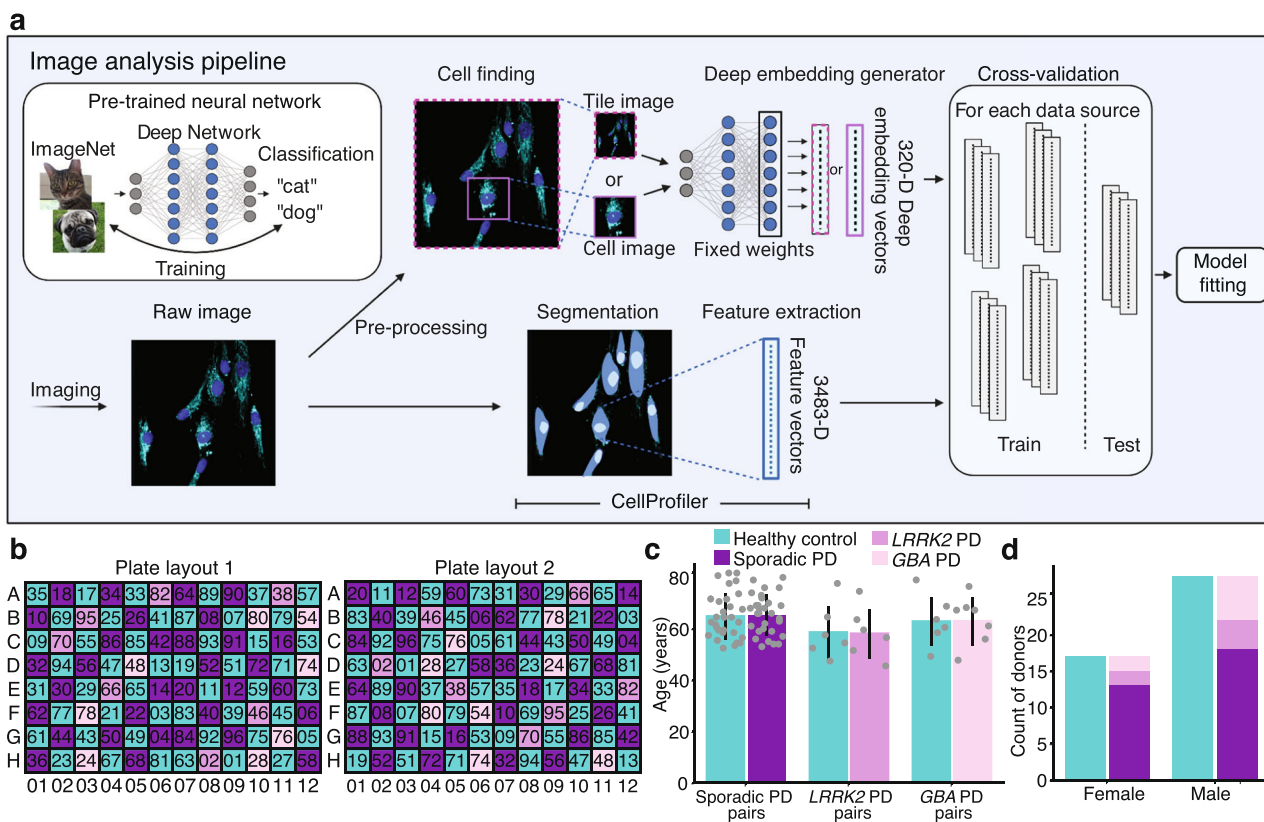 a
Image analysis pipeline
Pre-trained neural network
Deep Network
ImageNet
Classification
"cat"
"dog"
Training
Cell finding
Tile image
or
Cell image
Deep embedding generator
Fixed weights
or
320-D Deep
embedding vectors
Cross-validation
For each data source
Train
Test
Model
fitting
Imaging
Raw image
Pre-processing
Segmentation
Feature extraction
3483-D
Feature vectors
CellProfiler
b
Plate layout 1
A 35 18 17 34 33 82 64 89 90 37 38 57
B 10 69 95 25 26 41 87 08 07 80 79 54
C 09 70 55 86 85 42 88 93 91 15 16 53
D 32 94 56 47 48 13 19 52 51 72 71 74
E 31 30 29 66 65 14 20 11 12 59 60 73
F 62 77 78 21 22 03 83 40 39 46 45 06
G 61 44 43 50 49 04 84 92 96 75 76 05
H 36 23 24 67 68 81 63 02 01 28 27 58
01 02 03 04 05 06 07 08 09 10 11 12
Plate layout 2
A 20 11 12 59 60 73 31 30 29 66 65 14
B 83 40 39 46 45 06 62 77 78 21 22 03
C 84 92 96 75 76 05 61 44 43 50 49 04
D 63 02 01 28 27 58 36 23 24 67 68 81
E 64 89 90 37 38 57 35 18 17 34 33 82
F 87 08 07 80 79 54 10 69 95 25 26 41
G 88 93 91 15 16 53 09 70 55 86 85 42
H 19 52 51 72 71 74 32 94 56 47 48 13
01 02 03 04 05 06 07 08 09 10 11 12
c
Healthy control
Sporadic PD
LRRK2 PD
GBA PD
Age (years)
80
60
40
20
0
Sporadic PD
pairs
LRRK2 PD
pairs
GBA PD
pairs
d
Count of donors
25
20
15
10
5
0
Female
Male